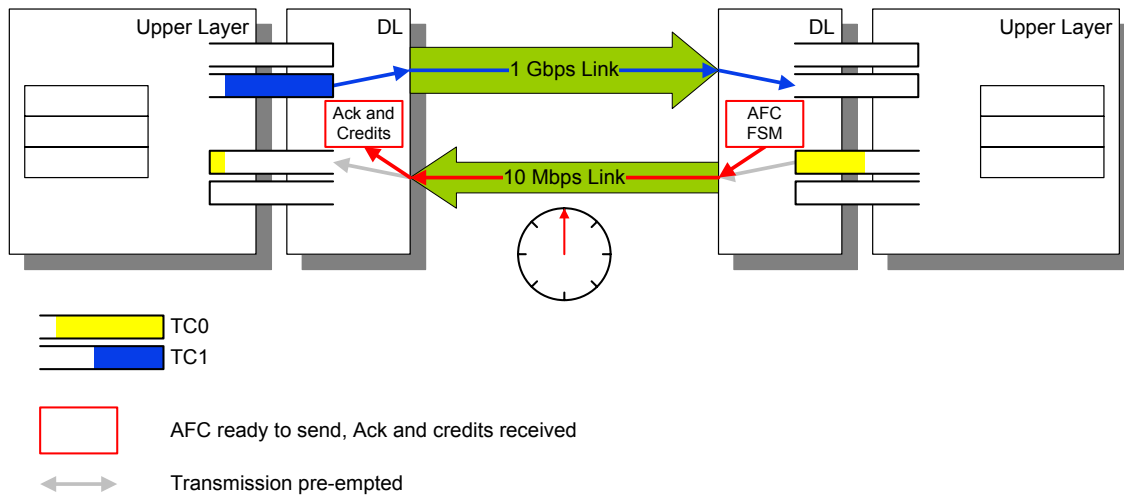 Upper Layer
DL
DL
Upper Layer
1 Gbps Link
Ack and
Credits
AFC
FSM
10 Mbps Link
TC0
TC1
AFC ready to send, Ack and credits received
Transmission pre-empted